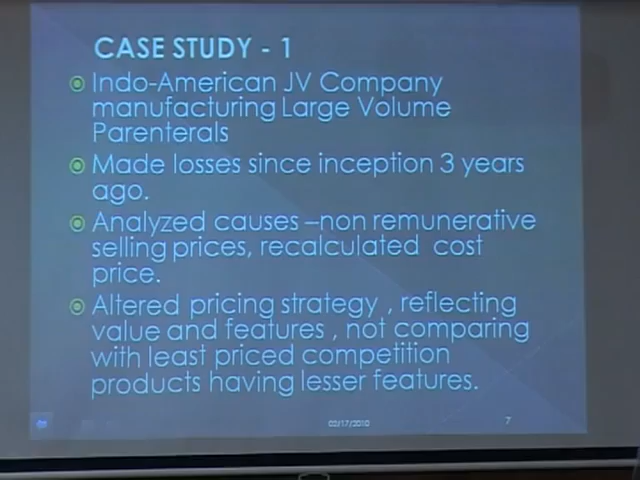 CASE STUDY - 1
Indo-American JV Company
manufacturing Large Volume
Parenterals
Made losses since inception 3 years
ago.
Analyzed causes –non remunerative
selling prices, recalculated cost
price.
Altered pricing strategy , reflecting
value and features , not comparing
with least priced competition
products having lesser features.
02/17/2010 7